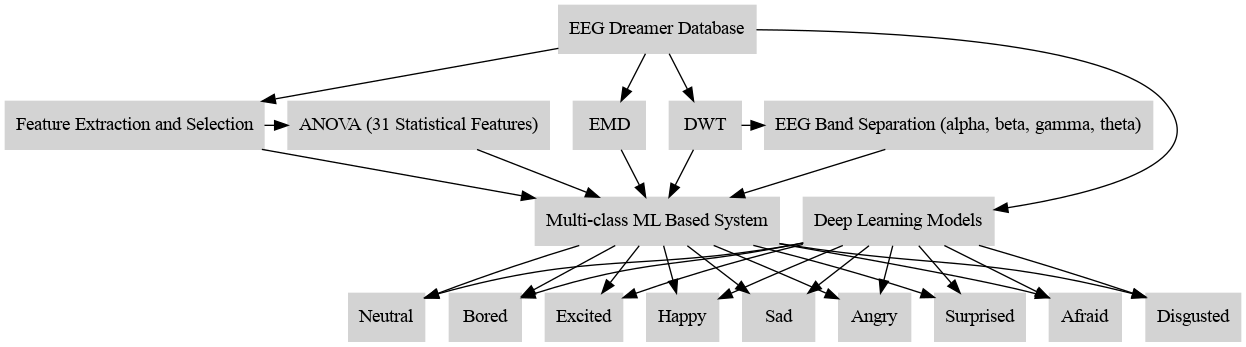 EEG Dreamer Database
Feature Extraction and Selection
ANOVA (31 Statistical Features)
EMD
DWT
EEG Band Separation (alpha, beta, gamma, theta)
Multi-class ML Based System
Deep Learning Models
Neutral
Bored
Excited
Happy
Sad
Angry
Surprised
Afraid
Disgusted